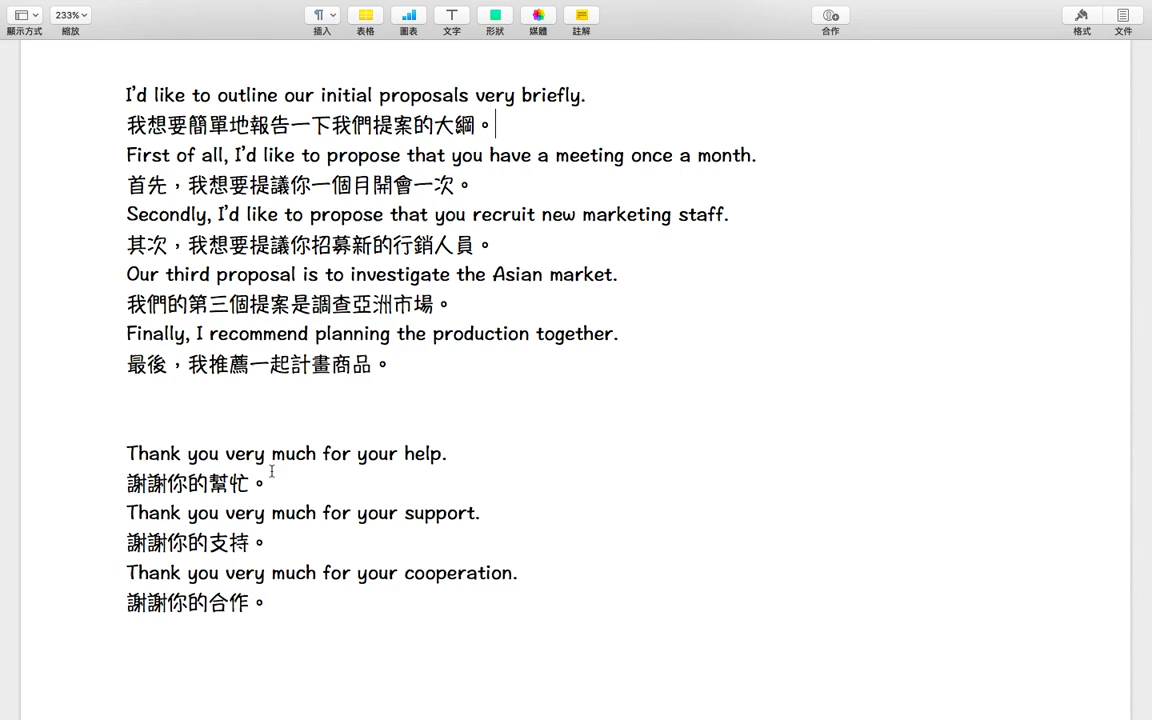 233%
顯示方式
縮放
插入
表格
圖表
文字
形狀
媒體
註解
合作
格式
文件
I'd like to outline our initial proposals very briefly.
我想要簡單地報告一下我們提案的大綱。
First of all, I'd like to propose that you have a meeting once a month.
首先，我想要提議你一個月開會一次。
Secondly, I'd like to propose that you recruit new marketing staff.
其次，我想要提議你招募新的行銷人員。
Our third proposal is to investigate the Asian market.
我們的第三個提案是調查亞洲市場。
Finally, I recommend planning the production together.
最後，我推薦一起計畫商品。
Thank you very much for your help.
謝謝你的幫忙。
Thank you very much for your support.
謝謝你的支持。
Thank you very much for your cooperation.
謝謝你的合作。